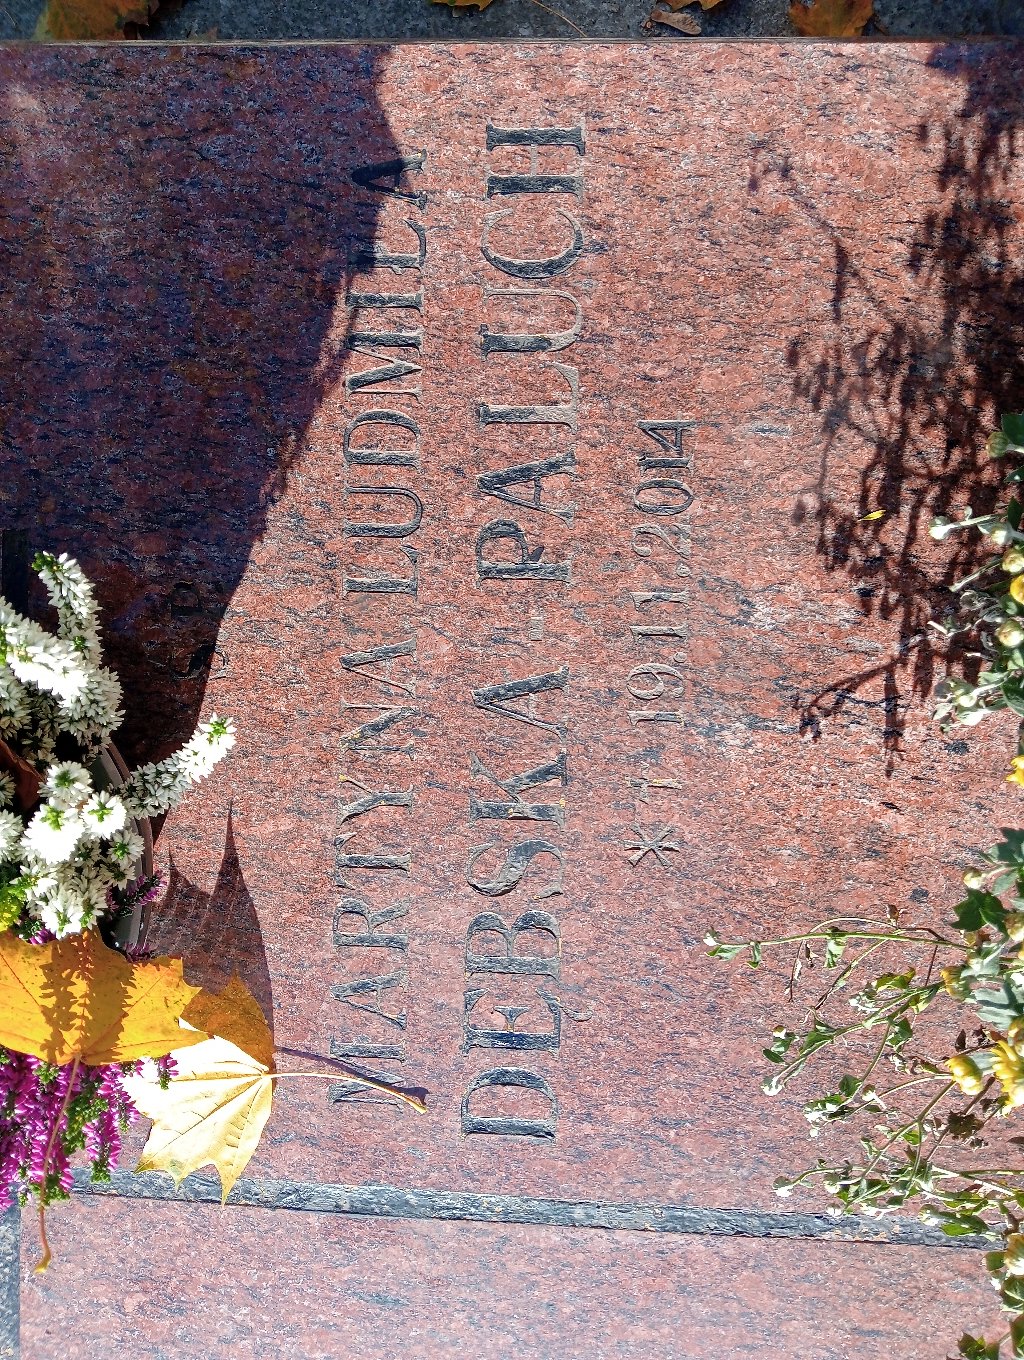 Ś.P.
MARTYNA LUDMIŁA
DĘBSKA-PALUCH
* † 19.11.2014